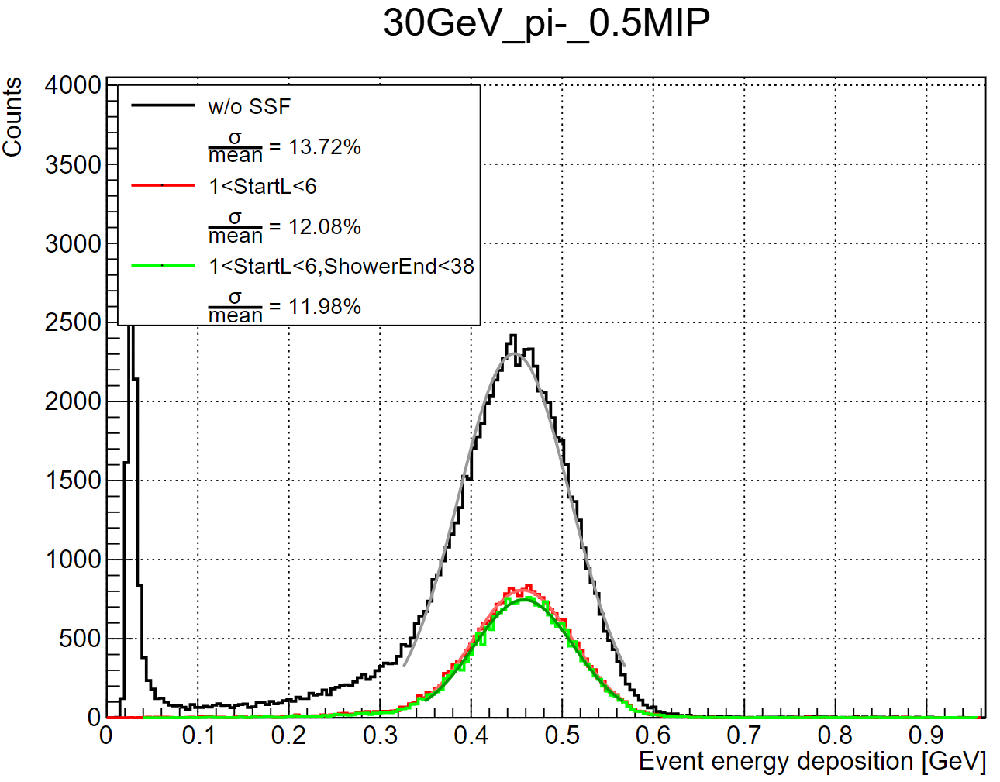 30GeV_pi-_0.5MIP
Counts
4000
3500
3000
2500
2000
1500
1000
500
0
w/o SSF
σ/mean = 13.72%
1<StartL<6
σ/mean = 12.08%
1<StartL<6,ShowerEnd<38
σ/mean = 11.98%
0 0.1 0.2 0.3 0.4 0.5 0.6 0.7 0.8 0.9
Event energy deposition [GeV]